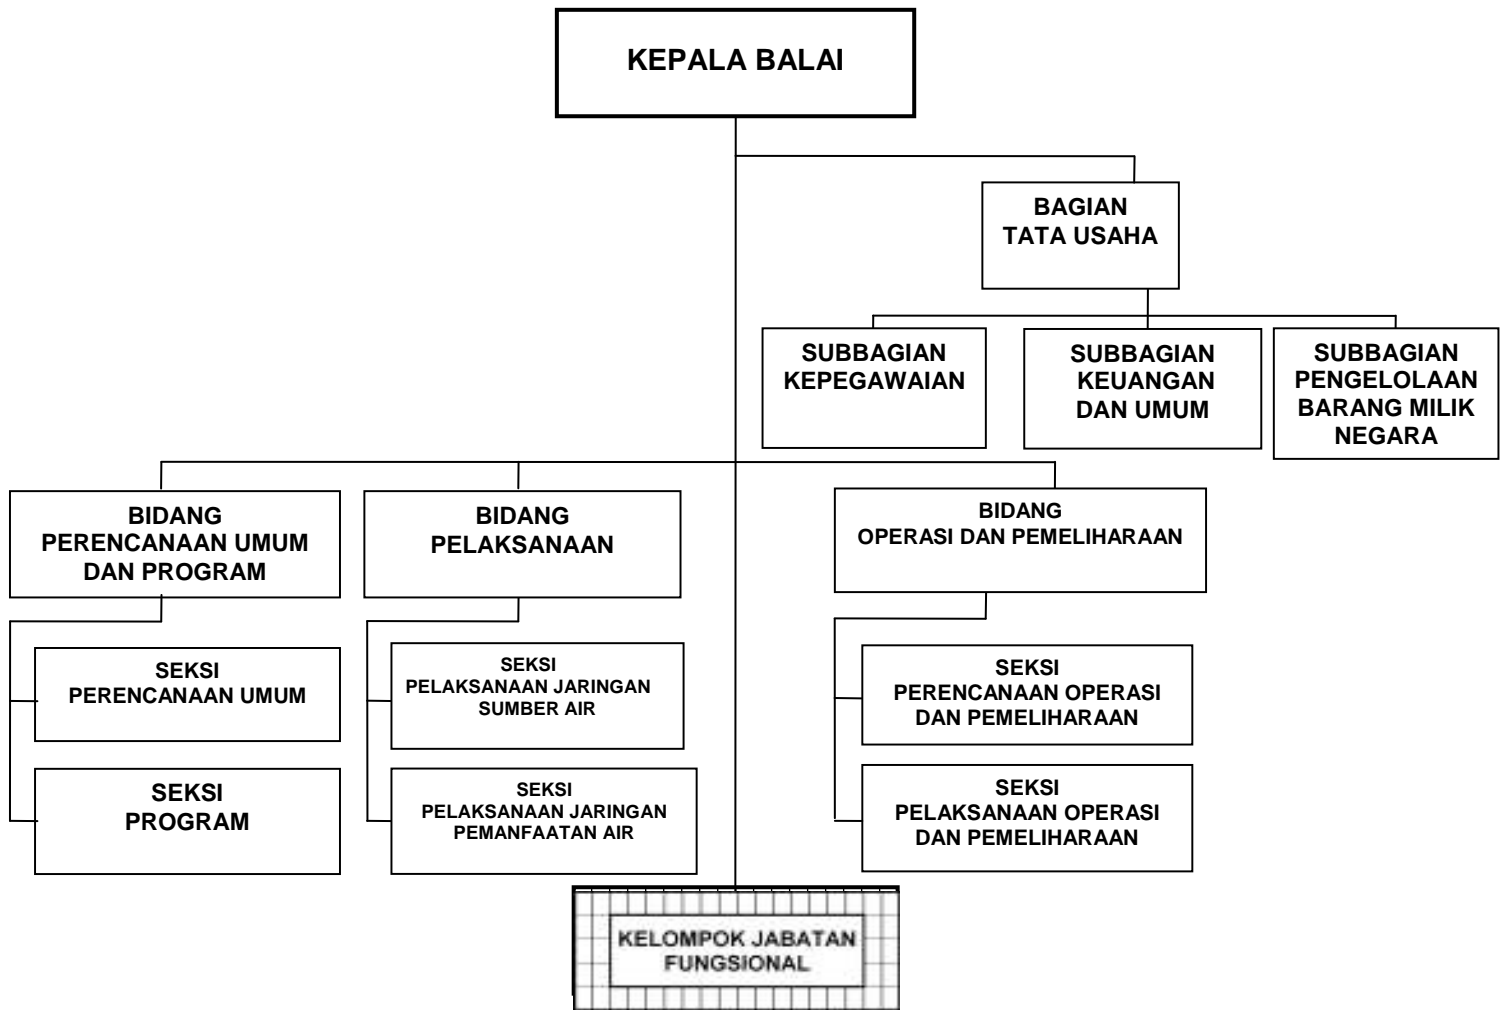 KEPALA BALAI
BAGIAN
TATA USAHA
SUBBAGIAN
KEPEGAWAIAN
SUBBAGIAN
KEUANGAN
DAN UMUM
SUBBAGIAN
PENGELOLAAN
BARANG MILIK
NEGARA
BIDANG
PERENCANAAN UMUM
DAN PROGRAM
BIDANG
PELAKSANAAN
BIDANG
OPERASI DAN PEMELIHARAAN
SEKSI
PERENCANAAN UMUM
SEKSI
PELAKSANAAN JARINGAN
SUMBER AIR
SEKSI
PERENCANAAN OPERASI
DAN PEMELIHARAAN
SEKSI
PROGRAM
SEKSI
PELAKSANAAN JARINGAN
PEMANFAATAN AIR
SEKSI
PELAKSANAAN OPERASI
DAN PEMELIHARAAN
KELOMPOK JABATAN
FUNGSIONAL